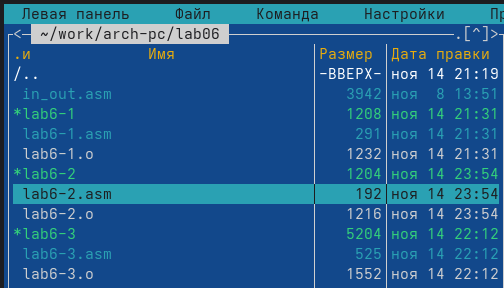 Левая панель Файл Команда Настройки
<─ ~/work/arch-pc/lab06 .[^]>
.и Имя Размер Дата правки
/.. -ВВЕРХ- ноя 14 21:19
in_out.asm 3942 ноя 8 13:51
*lab6-1 1208 ноя 14 21:31
lab6-1.asm 291 ноя 14 21:31
lab6-1.o 1232 ноя 14 21:31
*lab6-2 1204 ноя 14 23:54
lab6-2.asm 192 ноя 14 23:54
lab6-2.o 1216 ноя 14 23:54
*lab6-3 5204 ноя 14 22:12
lab6-3.asm 525 ноя 14 22:12
lab6-3.o 1552 ноя 14 22:12